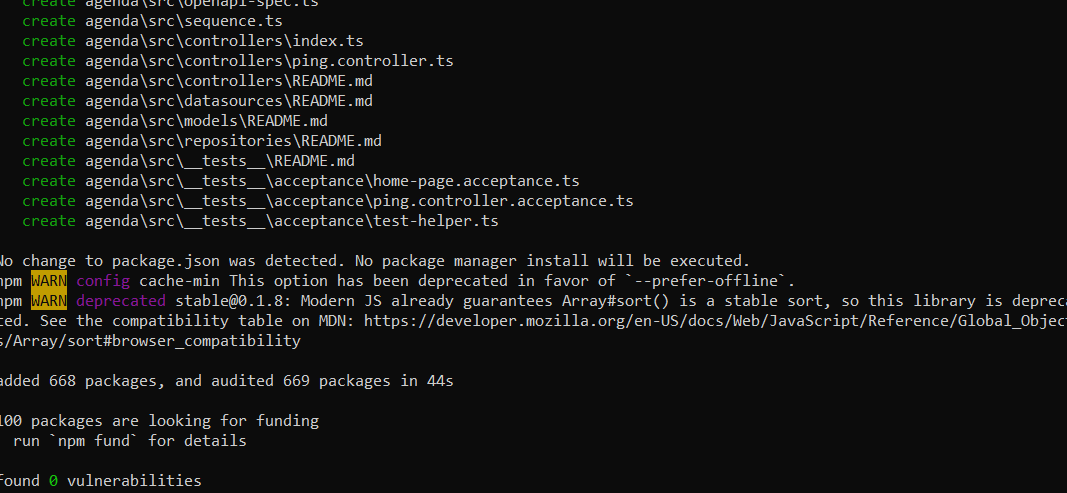 create agenda\src\openapi-spec.ts
create agenda\src\sequence.ts
create agenda\src\controllers\index.ts
create agenda\src\controllers\ping.controller.ts
create agenda\src\controllers\README.md
create agenda\src\datasources\README.md
create agenda\src\models\README.md
create agenda\src\repositories\README.md
create agenda\src\__tests__\README.md
create agenda\src\__tests__\acceptance\home-page.acceptance.ts
create agenda\src\__tests__\acceptance\ping.controller.acceptance.ts
create agenda\src\__tests__\acceptance\test-helper.ts
No change to package.json was detected. No package manager install will be executed.
npm WARN config cache-min This option has been deprecated in favor of `--prefer-offline`.
npm WARN deprecated stable@0.1.8: Modern JS already guarantees Array#sort() is a stable sort, so this library is depreca
ted. See the compatibility table on MDN: https://developer.mozilla.org/en-US/docs/Web/JavaScript/Reference/Global_Object
s/Array/sort#browser_compatibility
added 668 packages, and audited 669 packages in 44s
100 packages are looking for funding
run `npm fund` for details
found 0 vulnerabilities